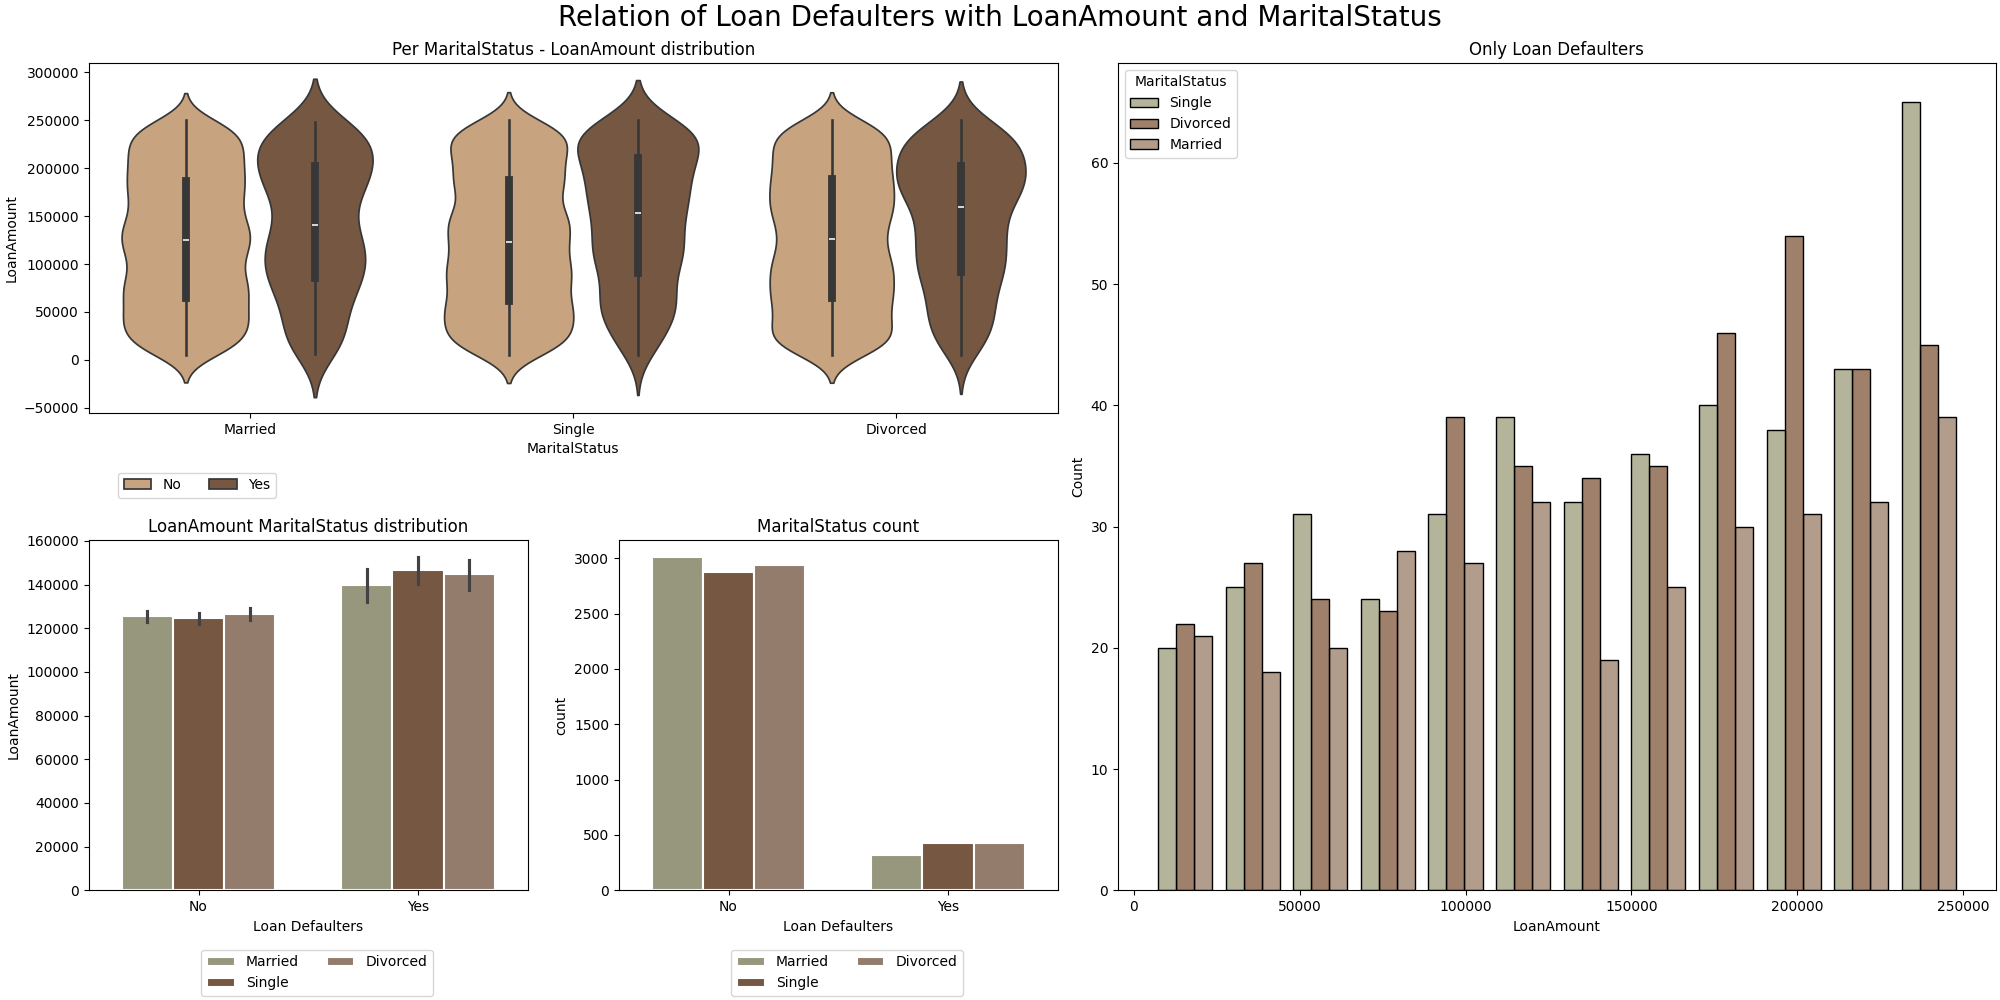 Relation of Loan Defaulters with LoanAmount and MaritalStatus
Per MaritalStatus - LoanAmount distribution
300000
250000
200000
150000
100000
50000
0
−50000
LoanAmount
Married
Single
Divorced
MaritalStatus
No
Yes
LoanAmount MaritalStatus distribution
160000
140000
120000
100000
80000
60000
40000
20000
0
LoanAmount
No
Yes
Loan Defaulters
Married
Divorced
Single
MaritalStatus count
3000
2500
2000
1500
1000
500
0
count
No
Yes
Loan Defaulters
Married
Divorced
Single
Only Loan Defaulters
MaritalStatus
Single
Divorced
Married
60
50
40
30
20
10
0
Count
0
50000
100000
150000
200000
250000
LoanAmount